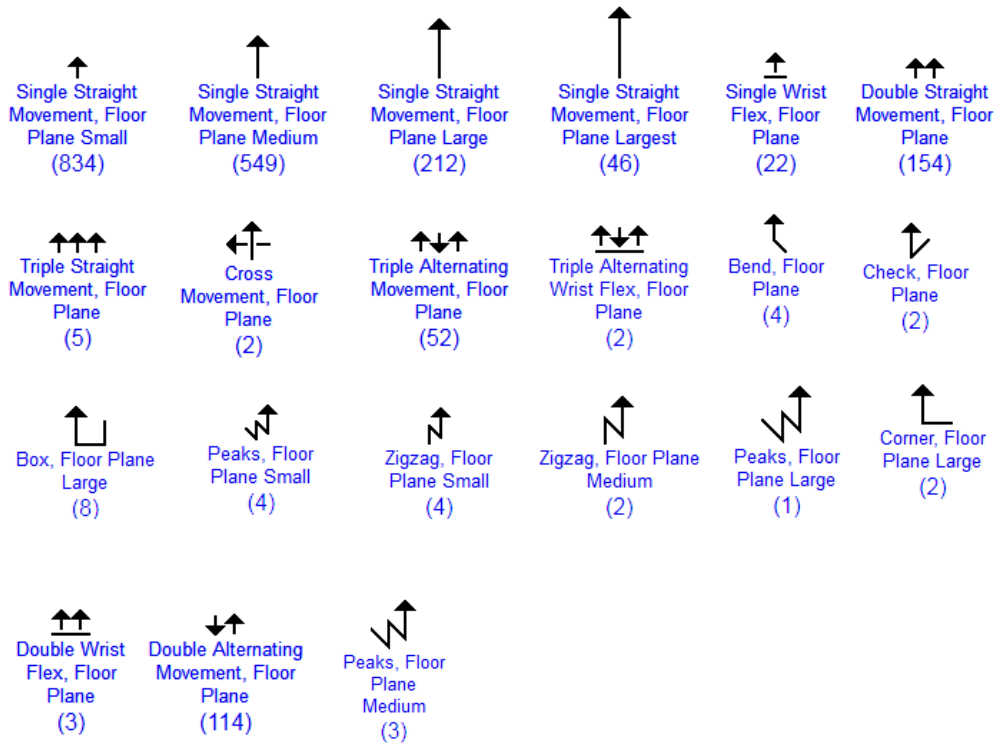 Single Straight
Movement, Floor
Plane Small
(834)
Single Straight
Movement, Floor
Plane Medium
(549)
Single Straight
Movement, Floor
Plane Large
(212)
Single Straight
Movement, Floor
Plane Largest
(46)
Single Wrist
Flex, Floor
Plane
(22)
Double Straight
Movement, Floor
Plane
(154)
Triple Straight
Movement, Floor
Plane
(5)
Cross
Movement, Floor
Plane
(2)
Triple Alternating
Movement, Floor
Plane
(52)
Triple Alternating
Wrist Flex, Floor
Plane
(2)
Bend, Floor
Plane
(4)
Check, Floor
Plane
(2)
Box, Floor Plane
Large
(8)
Peaks, Floor
Plane Small
(4)
Zigzag, Floor
Plane Small
(4)
Zigzag, Floor Plane
Medium
(2)
Peaks, Floor
Plane Large
(1)
Corner, Floor
Plane Large
(2)
Double Wrist
Flex, Floor
Plane
(3)
Double Alternating
Movement, Floor
Plane
(114)
Peaks, Floor
Plane
Medium
(3)